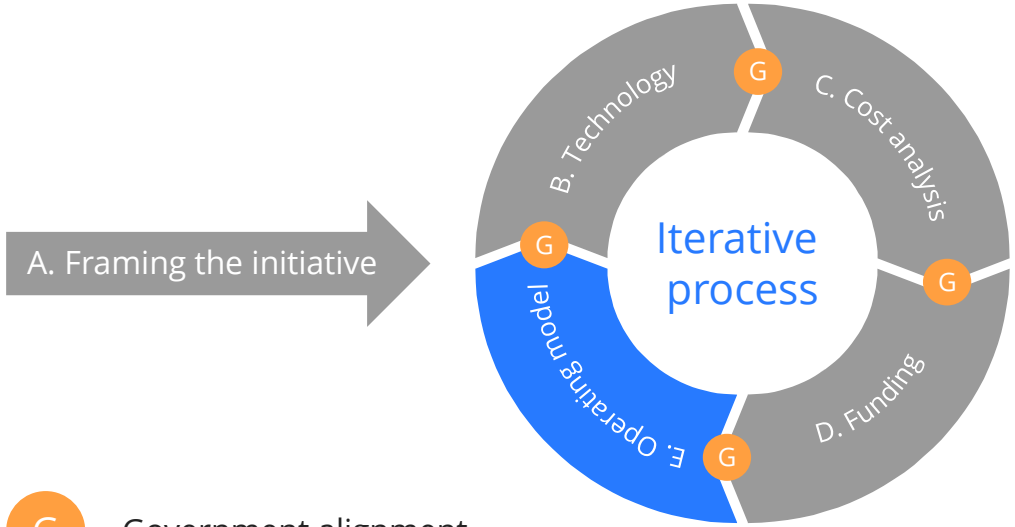 A. Framing the initiative
B. Technology
G
C. Cost analysis
G
D. Funding
G
E. Operating model
G
Iterative
process
G
Government alignment